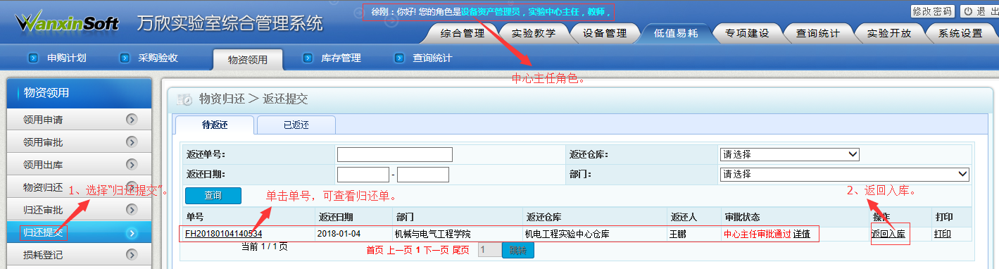 WanxinSoft 万欣实验室综合管理系统
徐刚：你好! 您的角色是设备资产管理员，实验中心主任，教师，
修改密码 退 出
综合管理 实验教学 设备管理 低值易耗 专项建设 查询统计 实验开放 系统设置
申购计划 采购验收 物资领用 库存管理 查询统计
中心主任角色。
物资领用
领用申请
领用审批
领用出库
物资归还
归还审批
归还提交
损耗登记
1、选择“归还提交”。
物资归还 > 返还提交
待返还 已返还
返还单号： 返还仓库： 请选择
返还日期： - 部门： 请选择
查询
单击单号，可查看归还单。
2、返回入库。
单号 返还日期 部门 返还仓库 返还人 审批状态 操作 打印
FH20180104140534 2018-01-04 机械与电气工程学院 机电工程实验中心仓库 王鹏 中心主任审批通过 详值 返回入库 打印
当前 1 / 1 页 首页 上一页 1 下一页 尾页 1 跳转